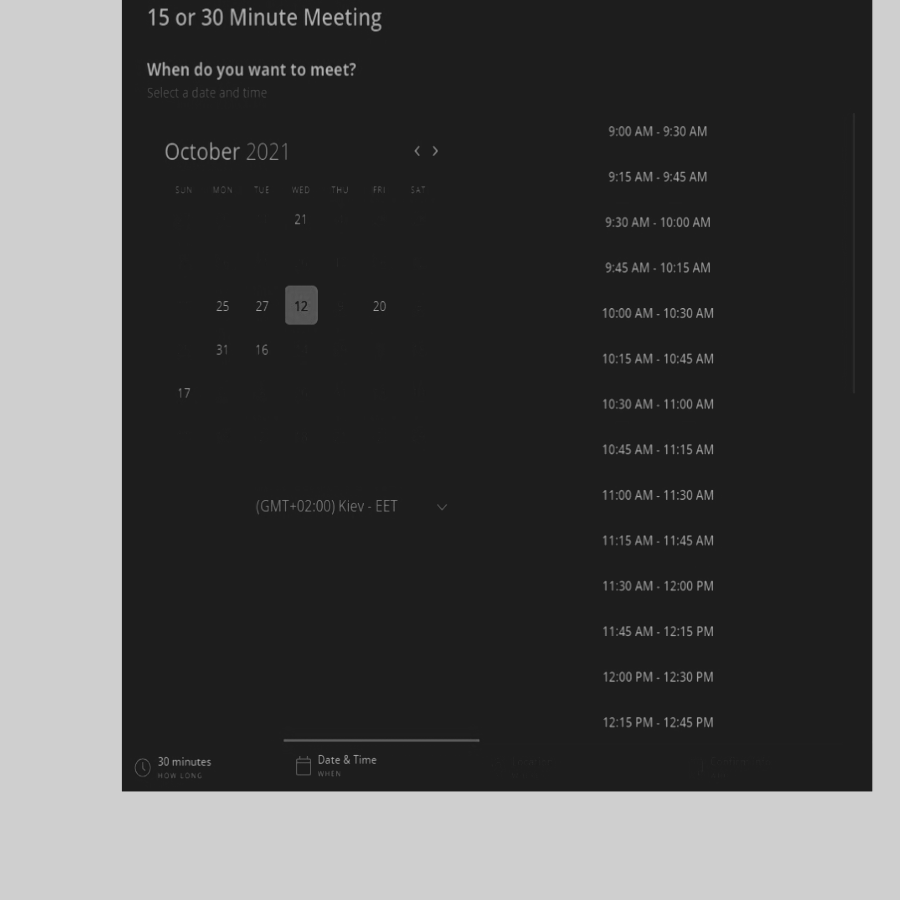 15 or 30 Minute Meeting
When do you want to meet?
Select a date and time
October 2021
SUN MON TUE WED THU FRI SAT
21
25 27 12 20
31 16
17
(GMT+02:00) Kiev - EET
9:00 AM - 9:30 AM
9:15 AM - 9:45 AM
9:30 AM - 10:00 AM
9:45 AM - 10:15 AM
10:00 AM - 10:30 AM
10:15 AM - 10:45 AM
10:30 AM - 11:00 AM
10:45 AM - 11:15 AM
11:00 AM - 11:30 AM
11:15 AM - 11:45 AM
11:30 AM - 12:00 PM
11:45 AM - 12:15 PM
12:00 PM - 12:30 PM
12:15 PM - 12:45 PM
30 minutes
HOW LONG
Date & Time
WHEN